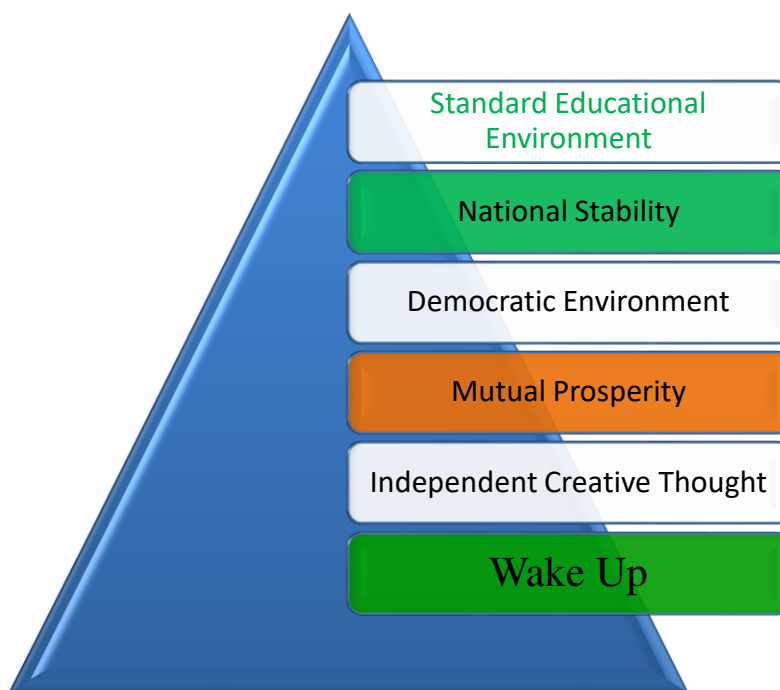 Standard Educational
Environment
National Stability
Democratic Environment
Mutual Prosperity
Independent Creative Thought
Wake Up